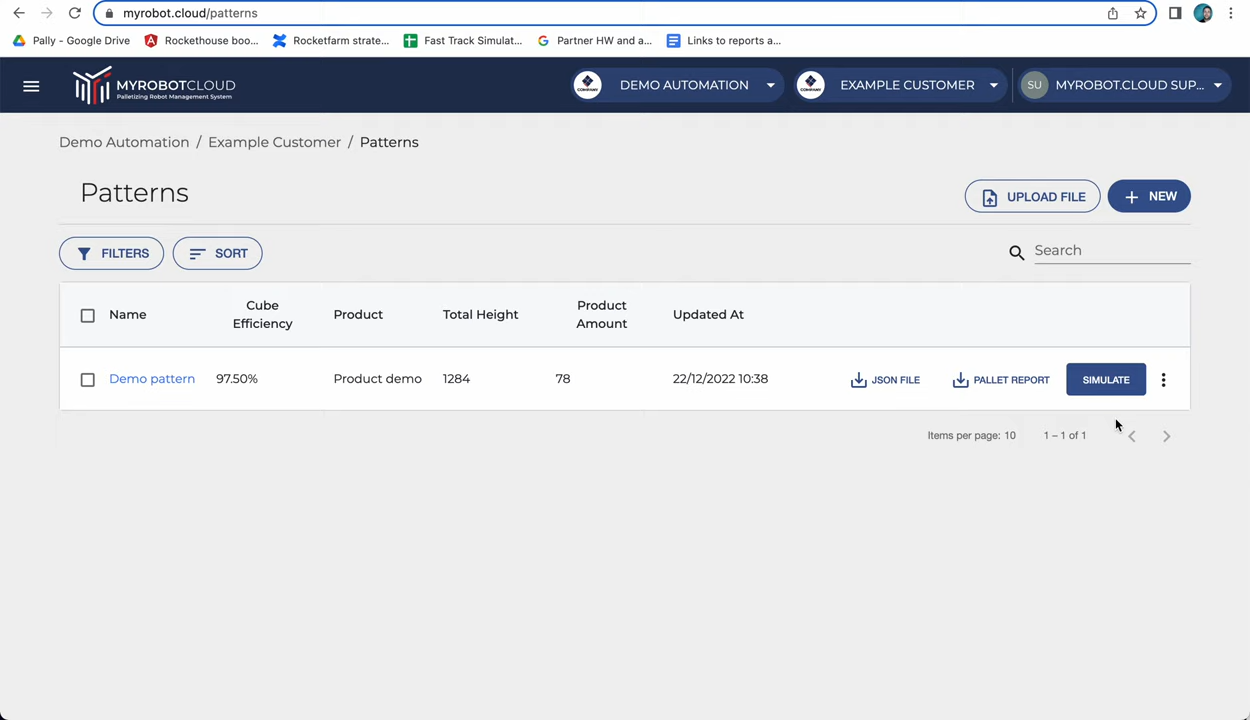 myrobot.cloud/patterns
Pally - Google Drive Rockethouse boo... Rocketfarm strate... Fast Track Simulat... Partner HW and a... Links to reports a...
MYROBOTCLOUD
Palletizing Robot Management System
COMPANY DEMO AUTOMATION COMPANY EXAMPLE CUSTOMER SU MYROBOT.CLOUD SUP...
Demo Automation / Example Customer / Patterns
Patterns
UPLOAD FILE + NEW
FILTERS SORT Search
Name Cube Efficiency Product Total Height Product Amount Updated At
Demo pattern 97.50% Product demo 1284 78 22/12/2022 10:38 JSON FILE PALLET REPORT SIMULATE
Items per page: 10 1 – 1 of 1